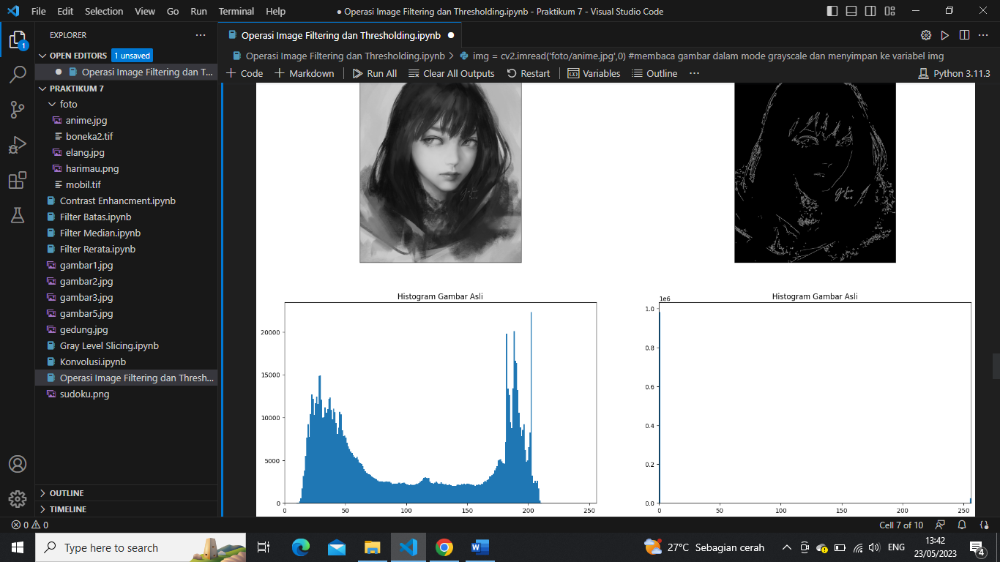 File Edit Selection View Go Run Terminal Help
● Operasi Image Filtering dan Thresholding.ipynb - Praktikum 7 - Visual Studio Code
EXPLORER
OPEN EDITORS 1 unsaved
Operasi Image Filtering dan T...
PRAKTIKUM 7
foto
anime.jpg
boneka2.tif
elang.jpg
harimau.png
mobil.tif
Contrast Enhancment.ipynb
Filter Batas.ipynb
Filter Median.ipynb
Filter Rerata.ipynb
gambar1.jpg
gambar2.jpg
gambar3.jpg
gambar5.jpg
gedung.jpg
Gray Level Slicing.ipynb
Konvolusi.ipynb
Operasi Image Filtering dan Thresh...
sudoku.png
OUTLINE
TIMELINE
1
Operasi Image Filtering dan Thresholding.ipynb
Operasi Image Filtering dan Thresholding.ipynb > img = cv2.imread('foto/anime.jpg',0) #membaca gambar dalam mode grayscale dan menyimpan ke variabel img
Code Markdown Run All Clear All Outputs Restart Variables Outline ... Python 3.11.3
Histogram Gambar Asli
20000
15000
10000
5000
0
0 50 100 150 200 250
Histogram Gambar Asli
1e6
1.0
0.8
0.6
0.4
0.2
0.0
0 50 100 150 200 250
0 0
Cell 7 of 10
Type here to search
27°C Sebagian cerah
ENG
13:42
23/05/2023
4